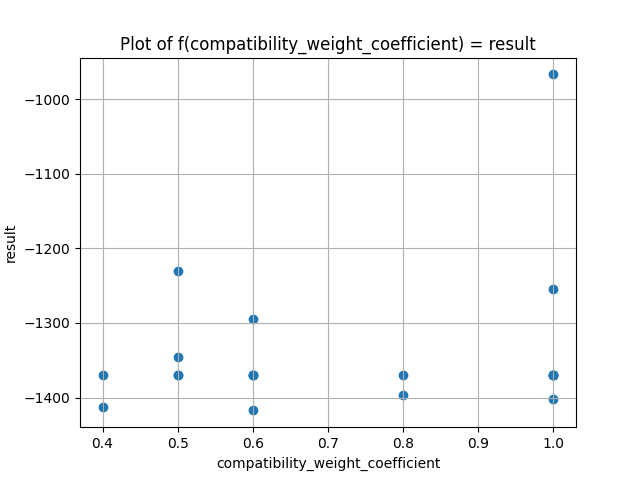 Plot of f(compatibility_weight_coefficient) = result
−1000
−1100
−1200
−1300
−1400
result
0.4 0.5 0.6 0.7 0.8 0.9 1.0
compatibility_weight_coefficient